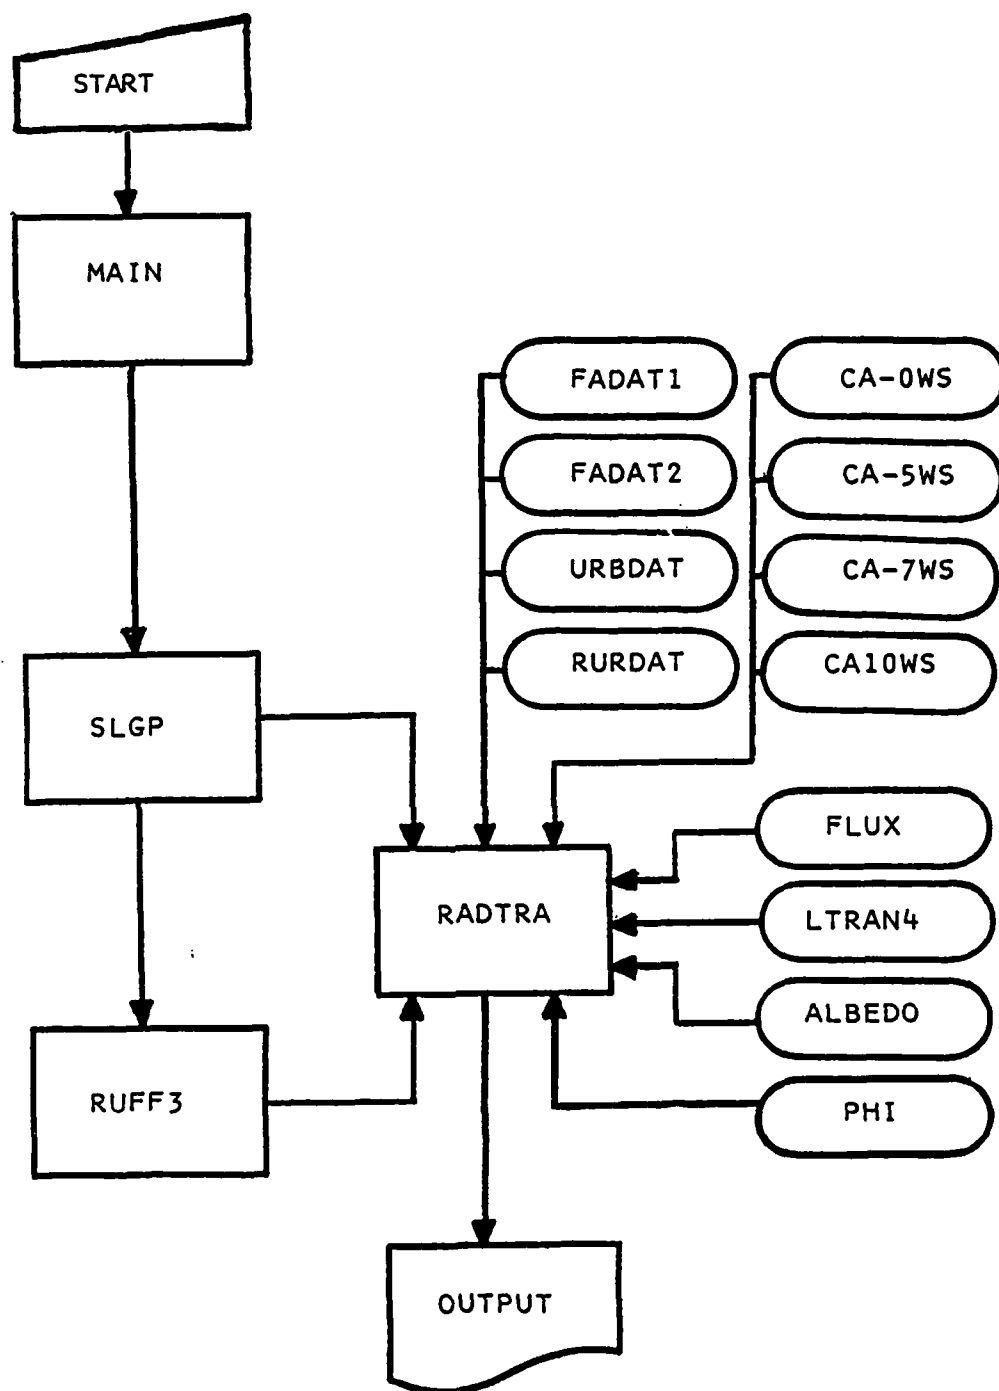 START
MAIN
FADAT1
CA-0WS
FADAT2
CA-5WS
URBDAT
CA-7WS
RURDAT
CA10WS
SLGP
FLUX
RADTRA
LTRAN4
ALBEDO
RUFF3
PHI
OUTPUT